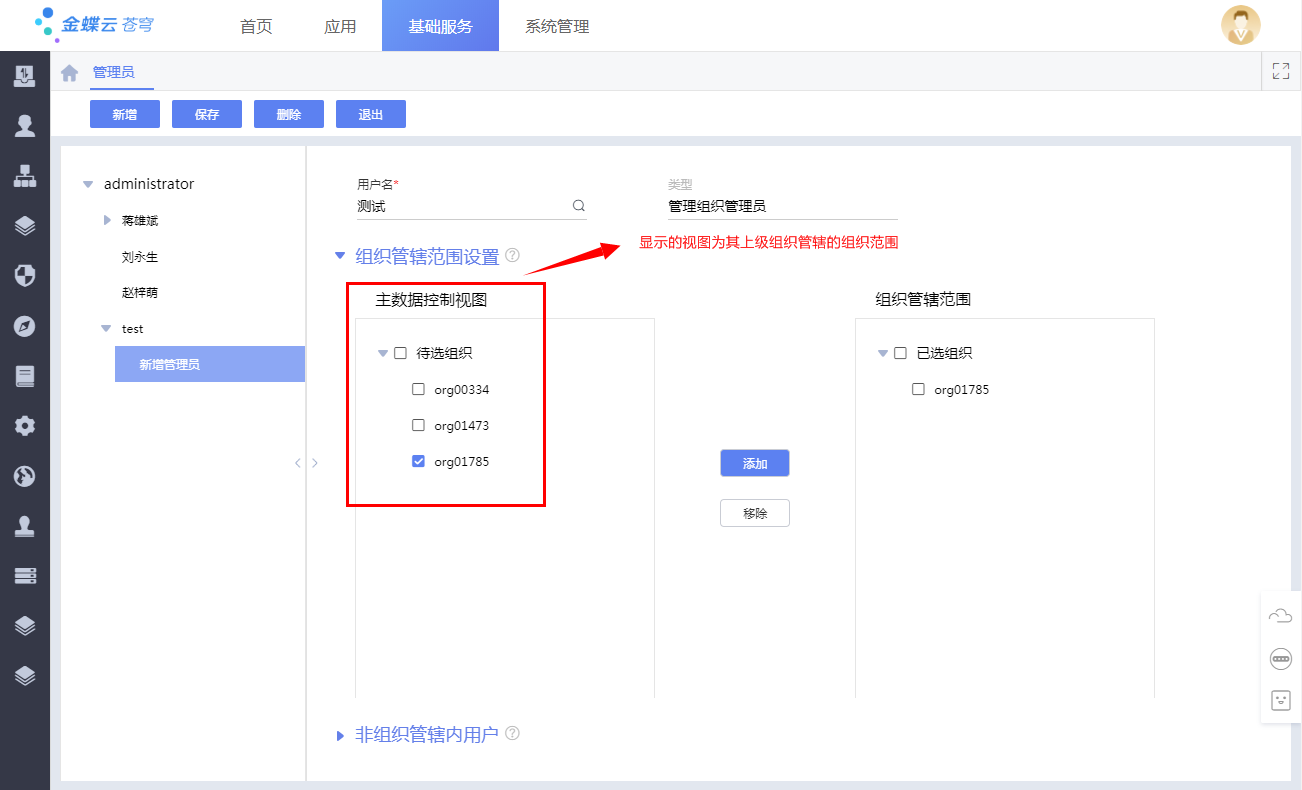 金蝶云 苍穹
首页
应用
基础服务
系统管理
管理员
新增
保存
删除
退出
administrator
蒋雄斌
刘永生
赵梓萌
test
新增管理员
用户名*
测试
类型
管理组织管理员
组织管辖范围设置 ?
显示的视图为其上级组织管辖的组织范围
主数据控制视图
待选组织
org00334
org01473
org01785
添加
移除
组织管辖范围
已选组织
org01785
非组织管辖内用户 ?